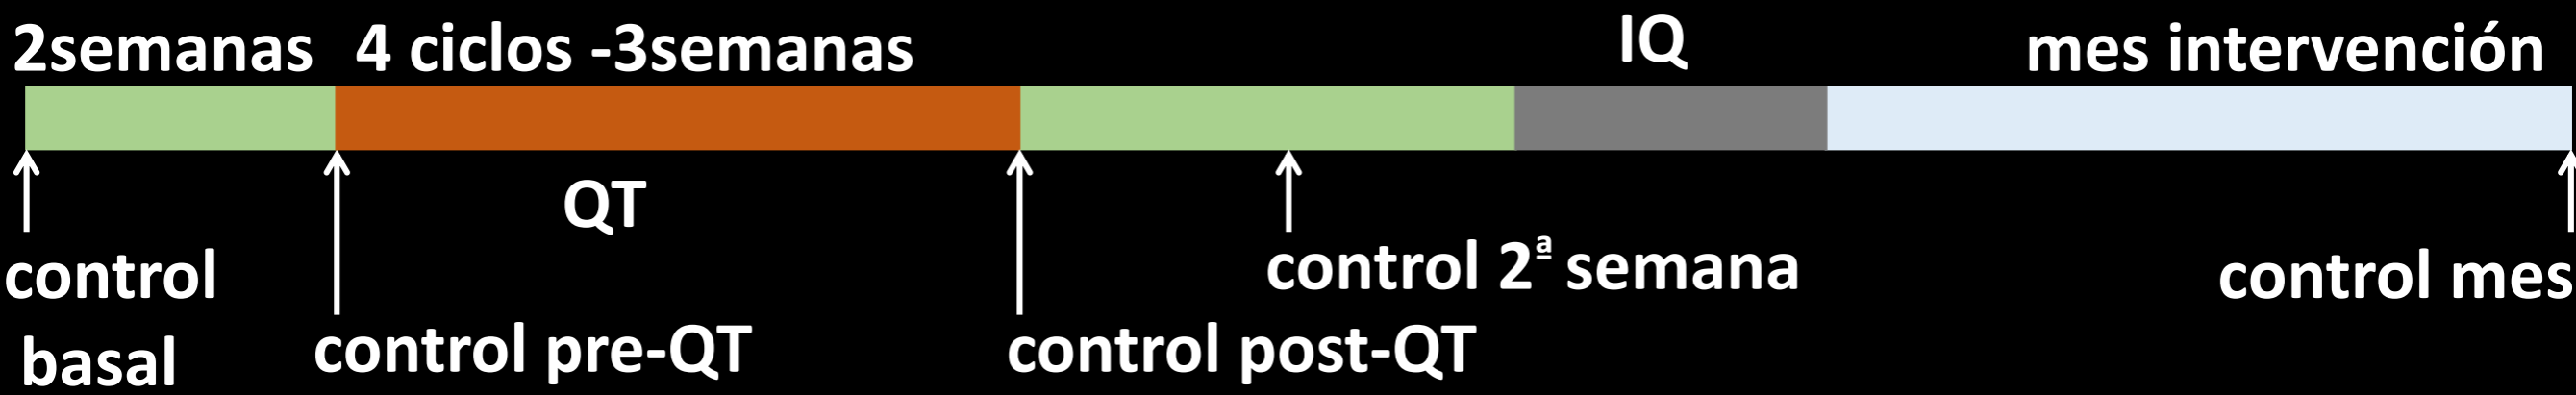 2semanas 4 ciclos -3semanas IQ mes intervención
QT
control basal
control pre-QT
control post-QT
control 2ª semana
control mes